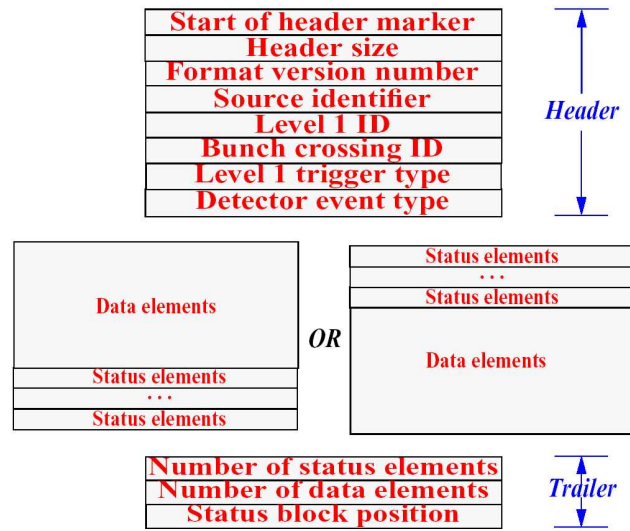 Start of header marker
Header size
Format version number
Source identifier
Level 1 ID
Bunch crossing ID
Level 1 trigger type
Detector event type
Header
Data elements
Status elements
. . .
Status elements
OR
Status elements
. . .
Status elements
Data elements
Number of status elements
Number of data elements
Status block position
Trailer